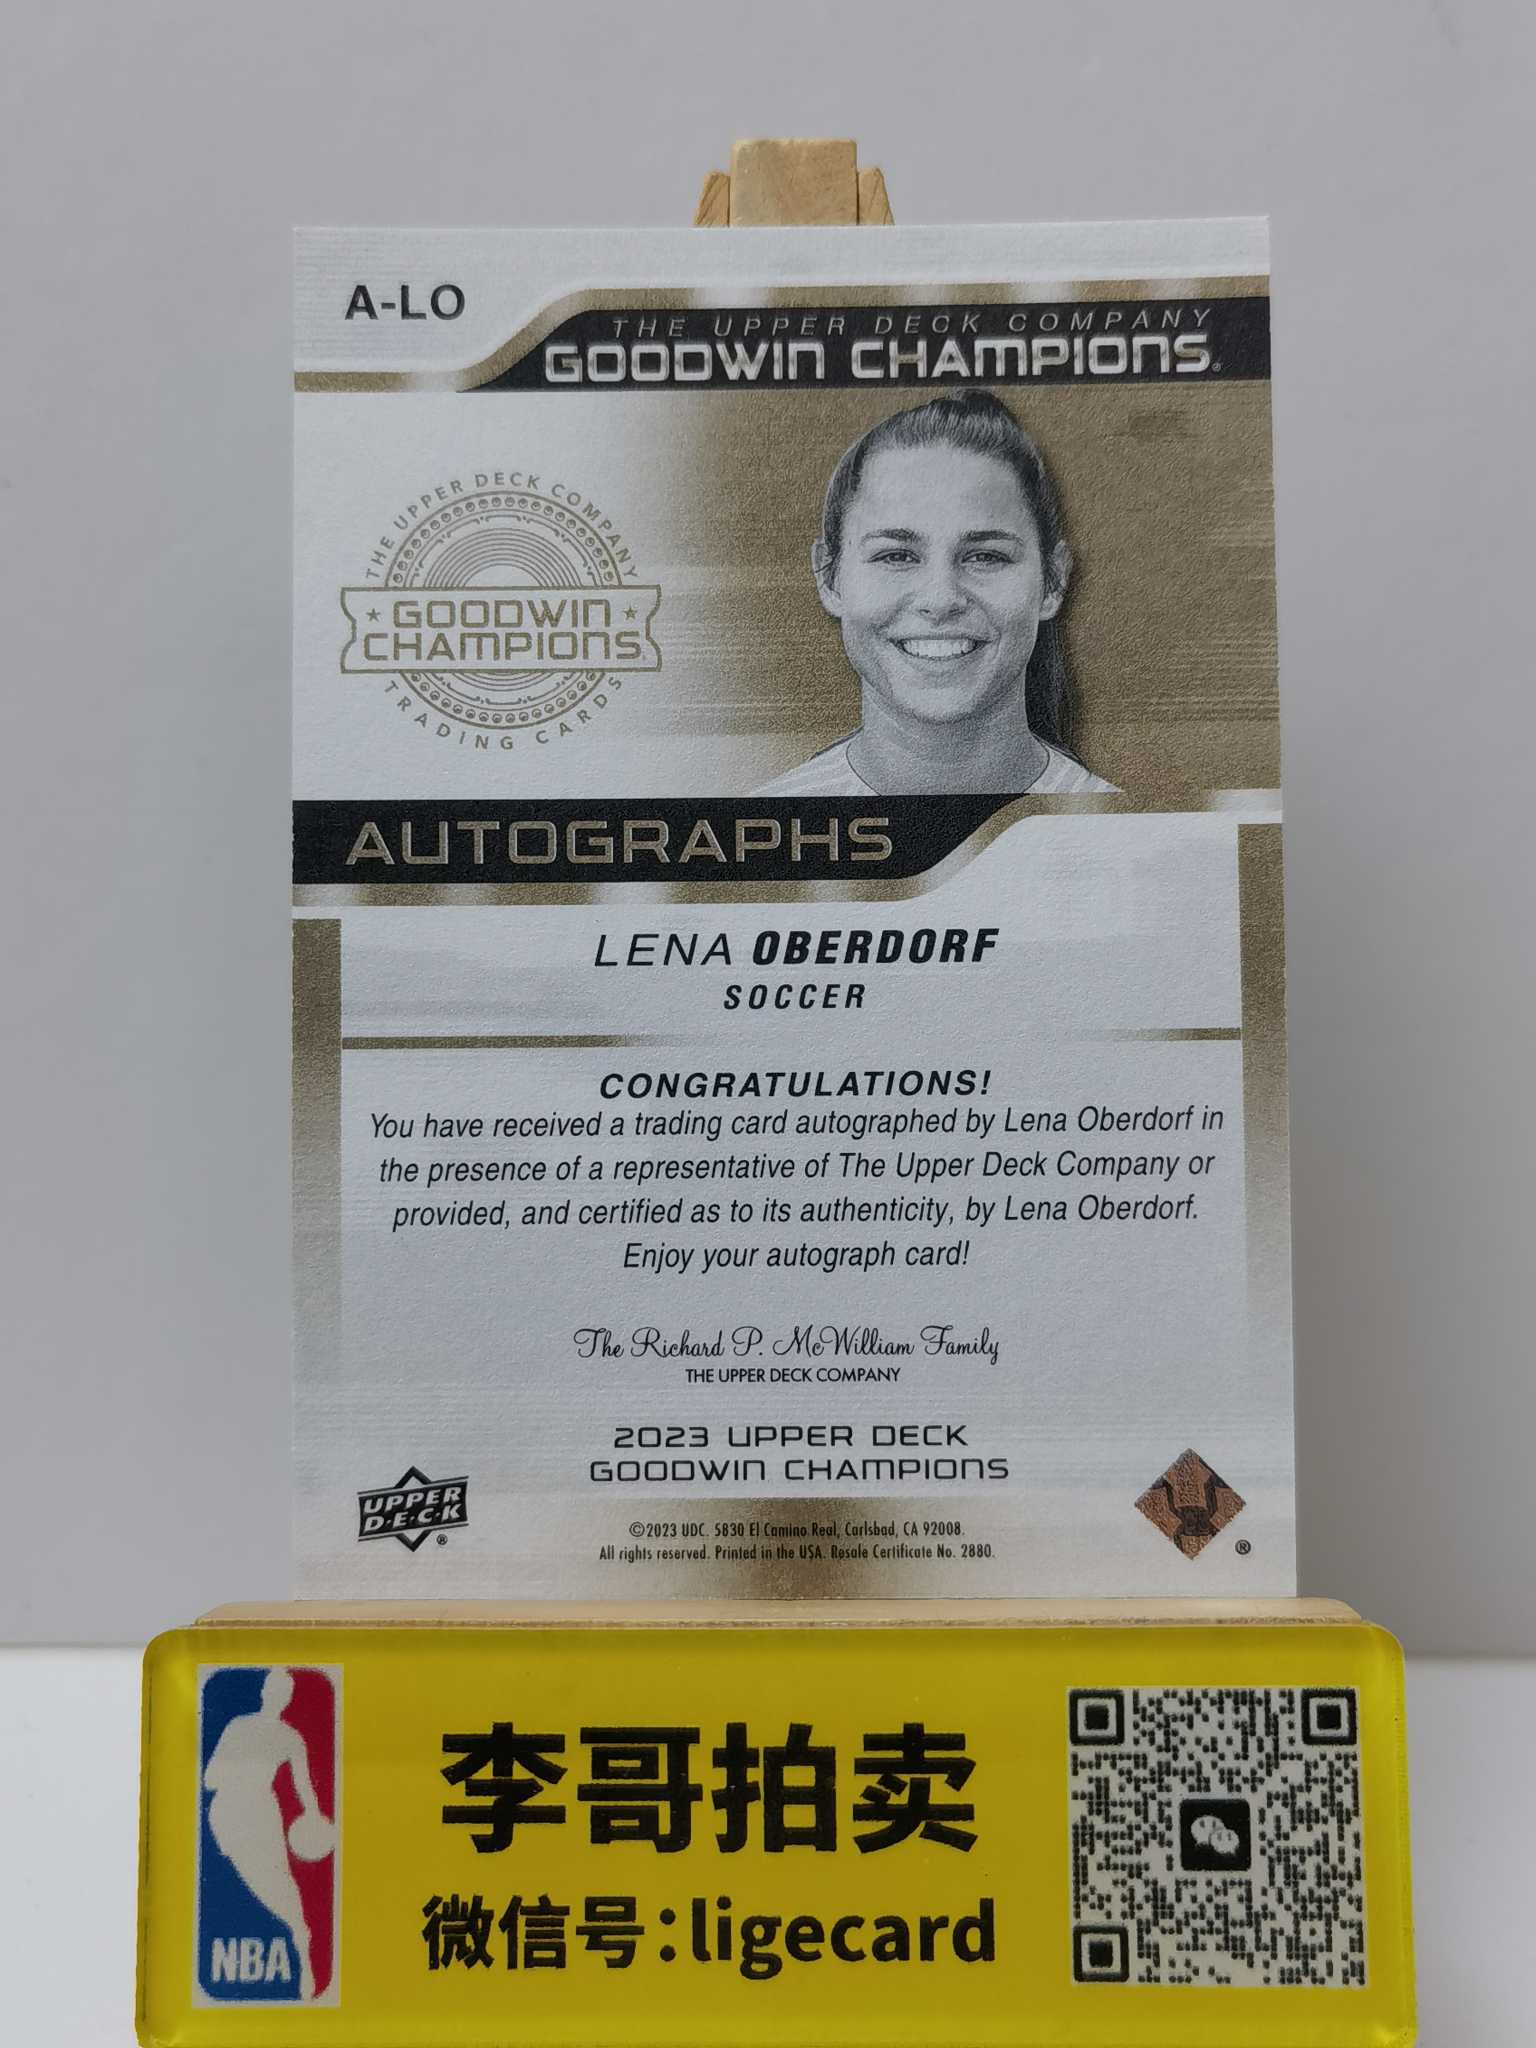 A-LO
THE UPPER DECK COMPANY
GOODWIN CHAMPIONS®
THE UPPER DECK COMPANY
★ GOODWIN ★
CHAMPIONS
TRADING CARDS
AUTOGRAPHS
LENA OBERDORF
SOCCER
CONGRATULATIONS!
You have received a trading card autographed by Lena Oberdorf in
the presence of a representative of The Upper Deck Company or
provided, and certified as to its authenticity, by Lena Oberdorf.
Enjoy your autograph card!
The Richard P. McWilliam Family
THE UPPER DECK COMPANY
2023 UPPER DECK
GOODWIN CHAMPIONS
UPPER
D·E·C·K ®
®
©2023 UDC. 5830 El Camino Real, Carlsbad, CA 92008.
All rights reserved. Printed in the USA. Resale Certificate No. 2880.
NBA
李哥拍卖
微信号:ligecard